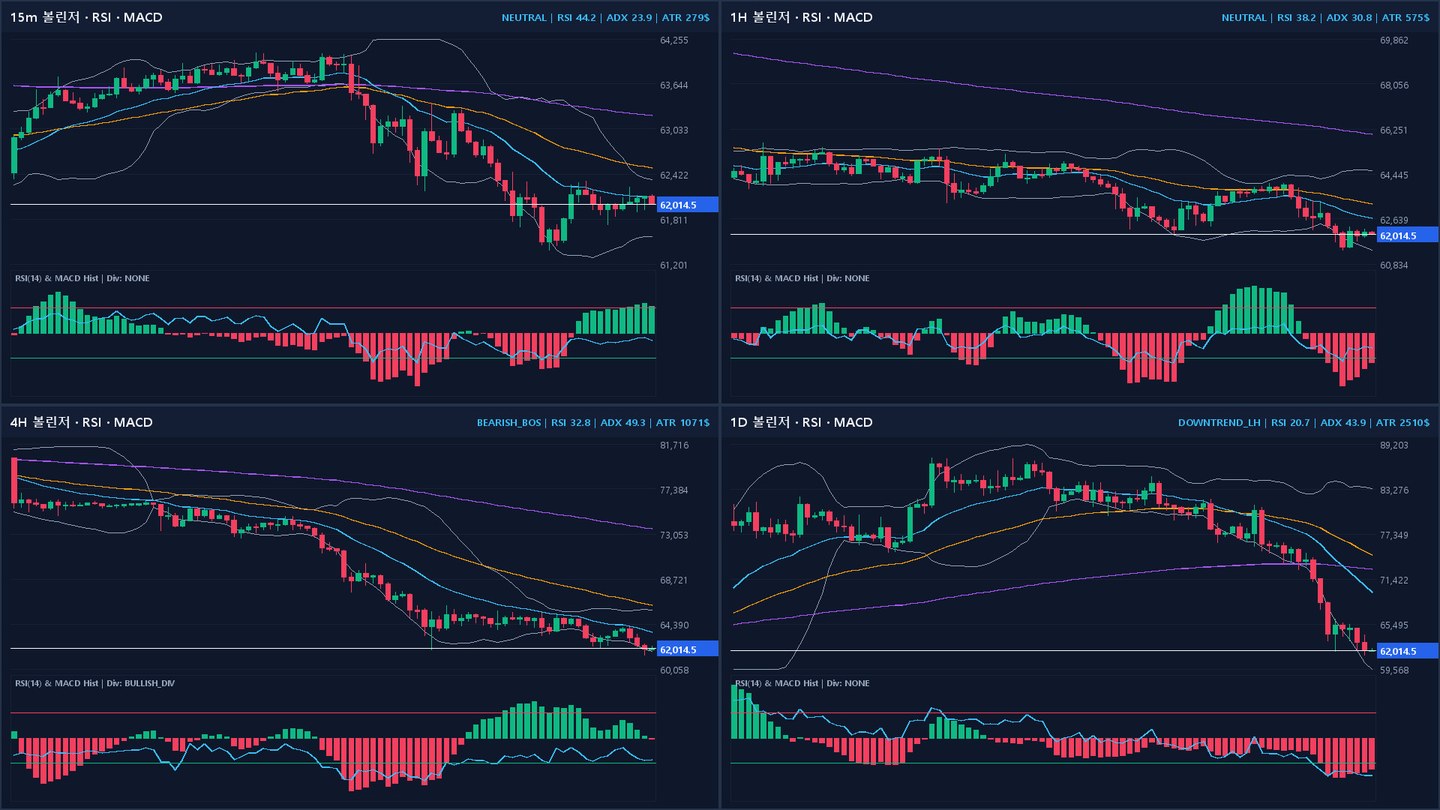 15m 볼린저 · RSI · MACD
NEUTRAL | RSI 44.2 | ADX 23.9 | ATR 279$
64,255
63,644
63,033
62,422
62,014.5
61,811
61,201
RSI(14) & MACD Hist | Div: NONE
1H 볼린저 · RSI · MACD
NEUTRAL | RSI 38.2 | ADX 30.8 | ATR 575$
69,862
68,056
66,251
64,445
62,639
62,014.5
60,834
RSI(14) & MACD Hist | Div: NONE
4H 볼린저 · RSI · MACD
BEARISH_BOS | RSI 32.8 | ADX 49.3 | ATR 1071$
81,716
77,384
73,053
68,721
64,390
62,014.5
60,058
RSI(14) & MACD Hist | Div: BULLISH_DIV
1D 볼린저 · RSI · MACD
DOWNTREND_LH | RSI 20.7 | ADX 43.9 | ATR 2510$
89,203
83,276
77,349
71,422
65,495
62,014.5
59,568
RSI(14) & MACD Hist | Div: NONE